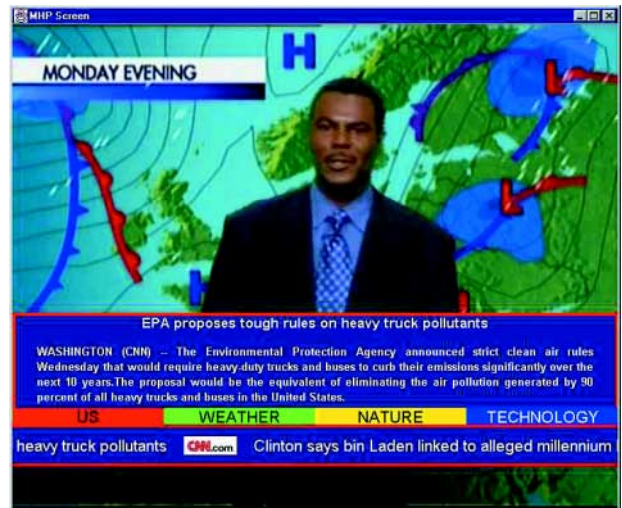 MHP Screen
MONDAY EVENING
H
L
L
H
EPA proposes tough rules on heavy truck pollutants
WASHINGTON (CNN) -- The Environmental Protection Agency announced strict clean air rules
Wednesday that would require heavy-duty trucks and buses to curb their emissions significantly over the
next 10 years.The proposal would be the equivalent of eliminating the air pollution generated by 90
percent of all heavy trucks and buses in the United States.
US WEATHER NATURE TECHNOLOGY
heavy truck pollutants CNN.com Clinton says bin Laden linked to alleged millennium